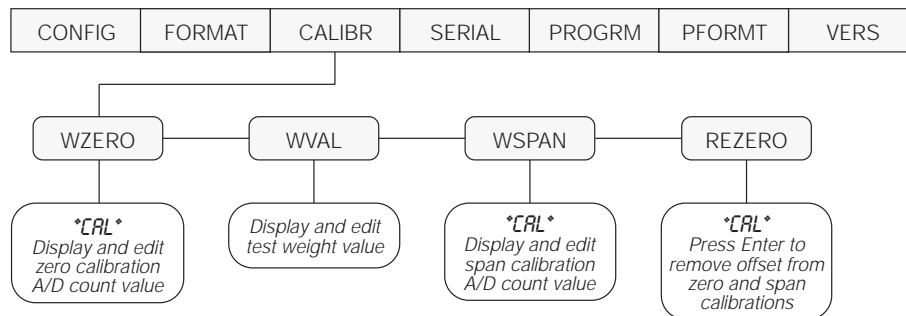 CONFIG FORMAT CALIBR SERIAL PROGRM PFORMT VERS
WZERO WVAL WSPAN REZERO
*CAL*
Display and edit
zero calibration
A/D count value
Display and edit
test weight value
*CAL*
Display and edit
span calibration
A/D count value
*CAL*
Press Enter to
remove offset from
zero and span
calibrations